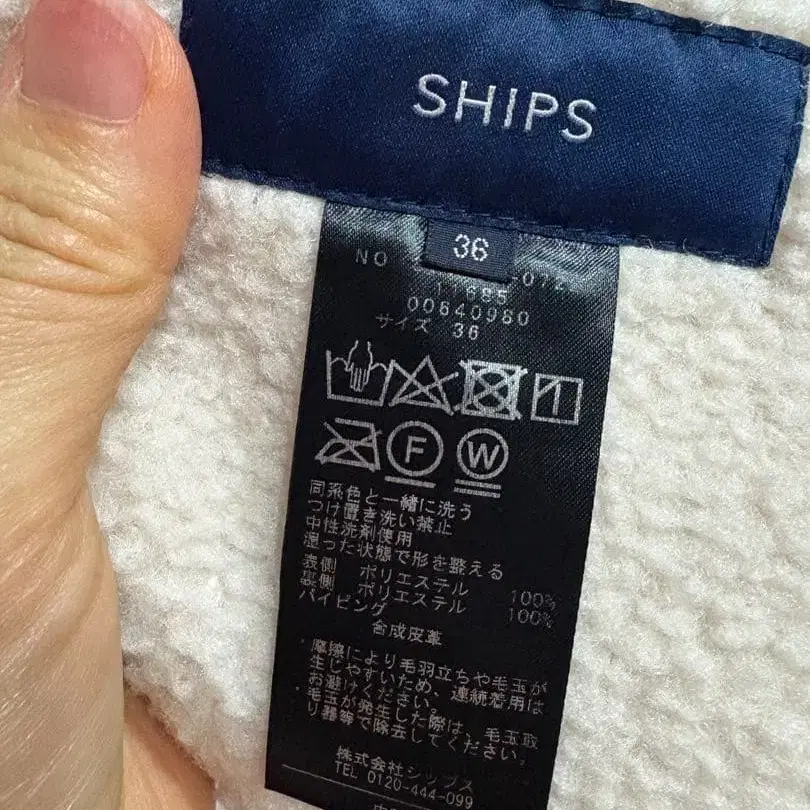 SHIPS
36
NO
00640980
サイズ 36
F
W
同系色と一緒に洗う
つけ置き洗い禁止
中性洗剤使用
湿った状態で形を整える
表側 ポリエステル 100%
裏側 ポリエステル 100%
パイピング
合成皮革
・摩擦により毛羽立ちや毛玉が
生じやすいため、連続着用は
お避けください。
・毛玉が発生した際は、毛玉取
り器等で除去してください。
株式会社シップス
TEL 0120-444-099